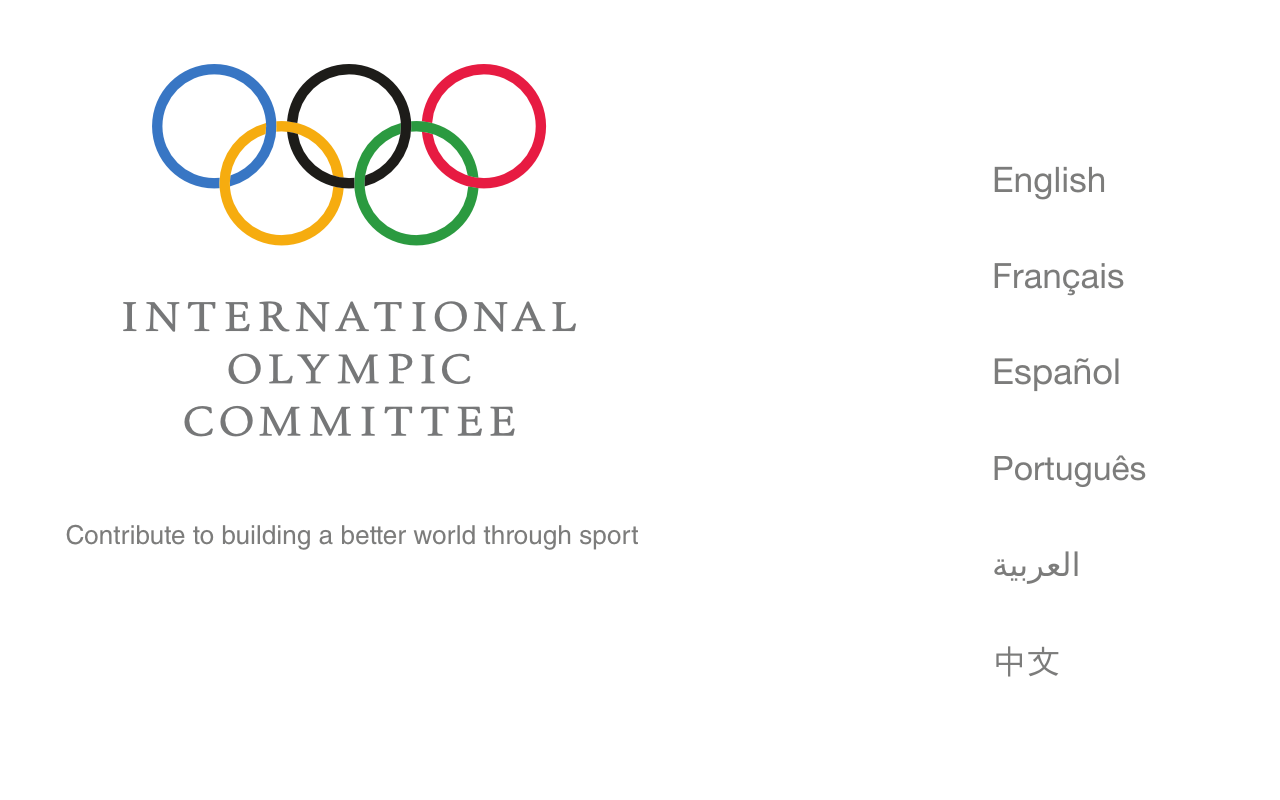 INTERNATIONAL
OLYMPIC
COMMITTEE
Contribute to building a better world through sport
English
Français
Español
Português
العربية
中文